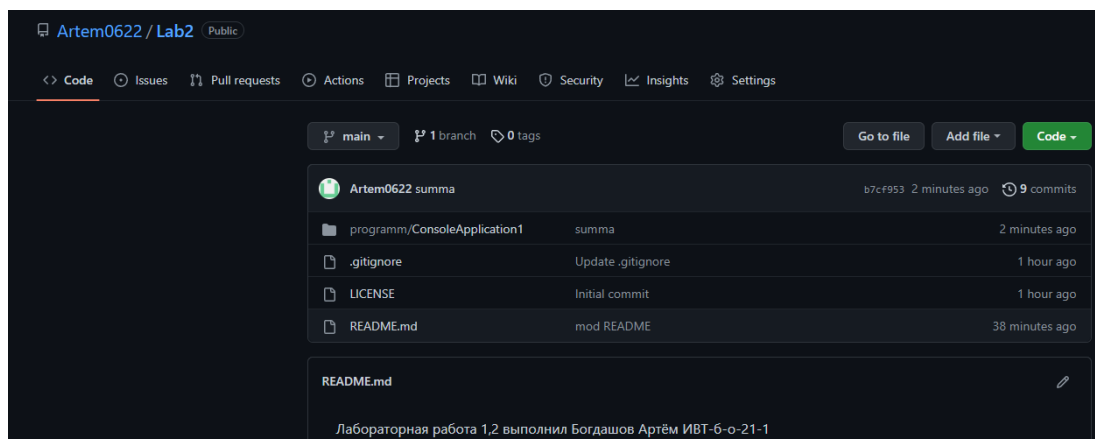 Artem0622 / Lab2 Public
Code Issues Pull requests Actions Projects Wiki Security Insights Settings
main 1 branch 0 tags Go to file Add file Code
Artem0622 summa b7cf953 2 minutes ago 9 commits
programm/ConsoleApplication1 summa 2 minutes ago
.gitignore Update .gitignore 1 hour ago
LICENSE Initial commit 1 hour ago
README.md mod README 38 minutes ago
README.md
Лабораторная работа 1,2 выполнил Богдашов Артём ИВТ-б-о-21-1